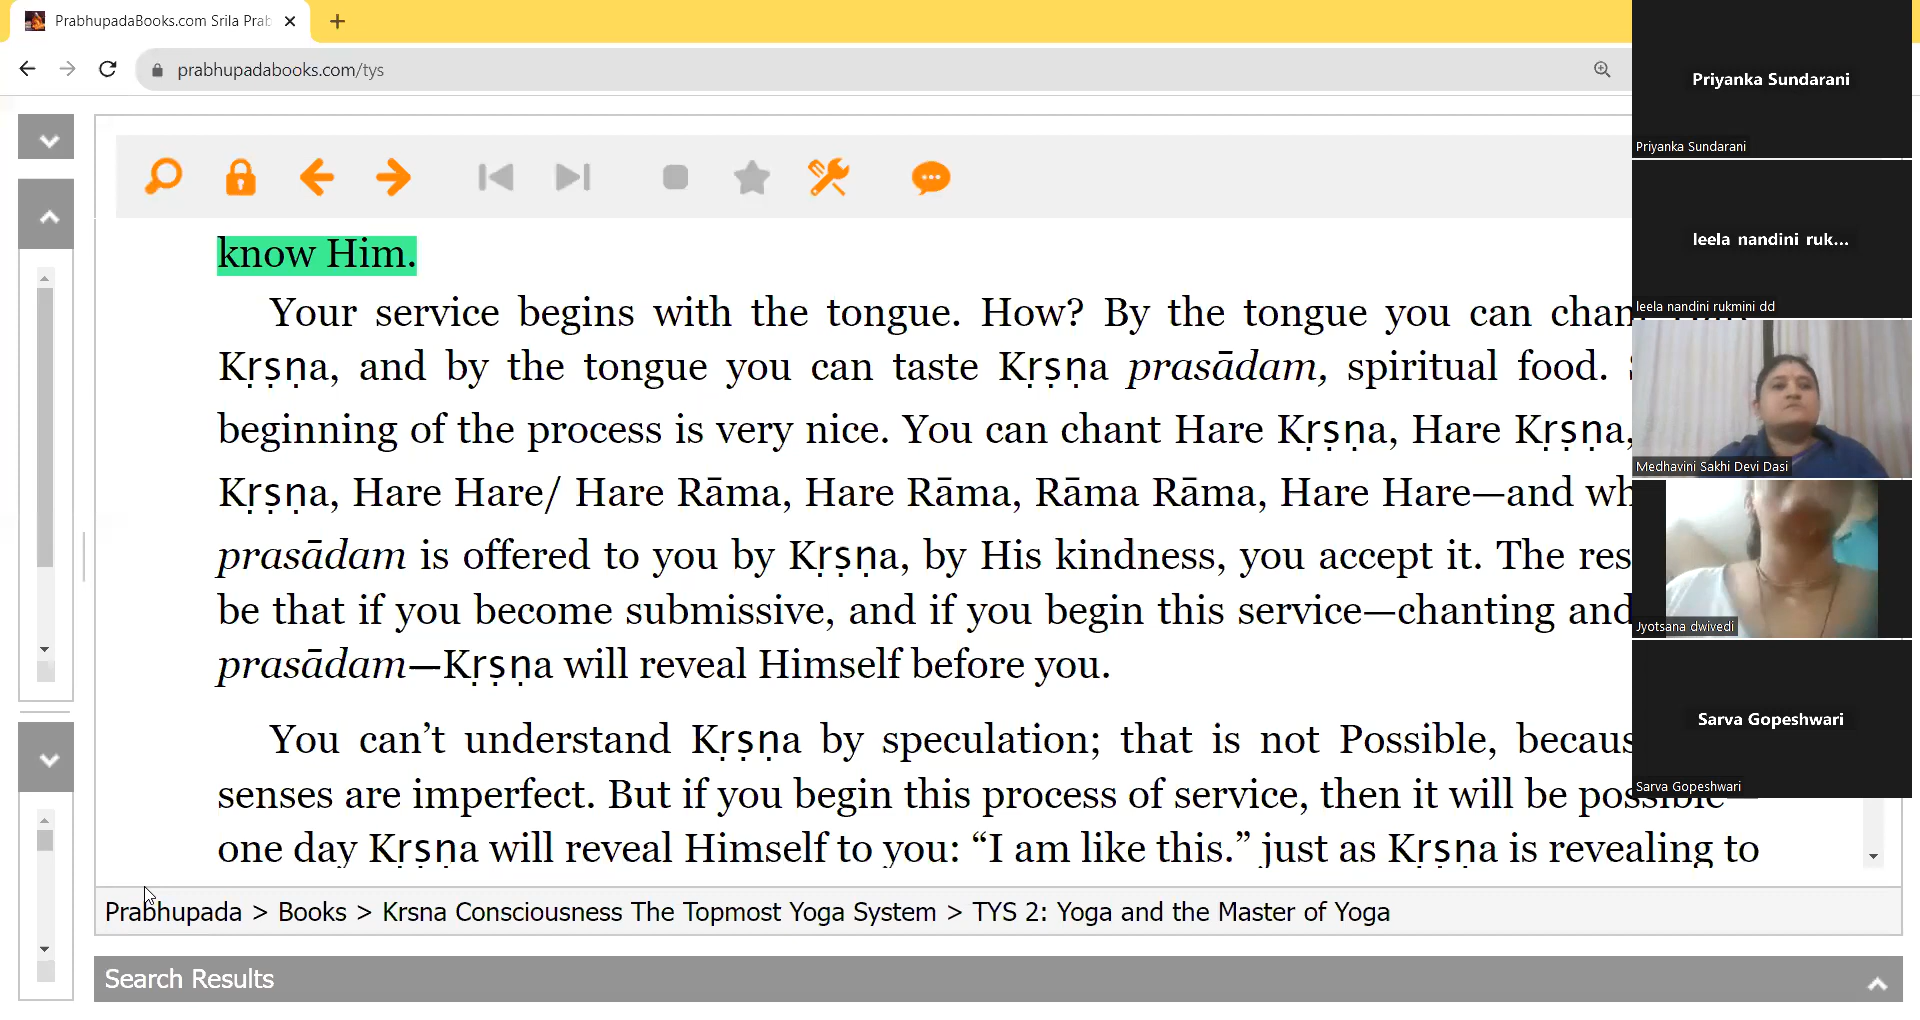 PrabhupadaBooks.com Srila Prab
prabhupadabooks.com/tys
know Him.
Your service begins with the tongue. How? By the tongue you can chan
Kṛṣṇa, and by the tongue you can taste Kṛṣṇa prasādam, spiritual food.
beginning of the process is very nice. You can chant Hare Kṛṣṇa, Hare Kṛṣṇa,
Kṛṣṇa, Hare Hare/ Hare Rāma, Hare Rāma, Rāma Rāma, Hare Hare—and wh
prasādam is offered to you by Kṛṣṇa, by His kindness, you accept it. The res
be that if you become submissive, and if you begin this service—chanting and
prasādam—Kṛṣṇa will reveal Himself before you.
You can’t understand Kṛṣṇa by speculation; that is not Possible, becaus
senses are imperfect. But if you begin this process of service, then it will be possible
one day Kṛṣṇa will reveal Himself to you: “I am like this.” just as Kṛṣṇa is revealing to
Prabhupada > Books > Krsna Consciousness The Topmost Yoga System > TYS 2: Yoga and the Master of Yoga
Search Results
Priyanka Sundarani
Priyanka Sundarani
leela nandini ruk...
leela nandini rukmini dd
Medhavini Sakhi Devi Dasi
Jyotsana dwivedi
Sarva Gopeshwari
Sarva Gopeshwari